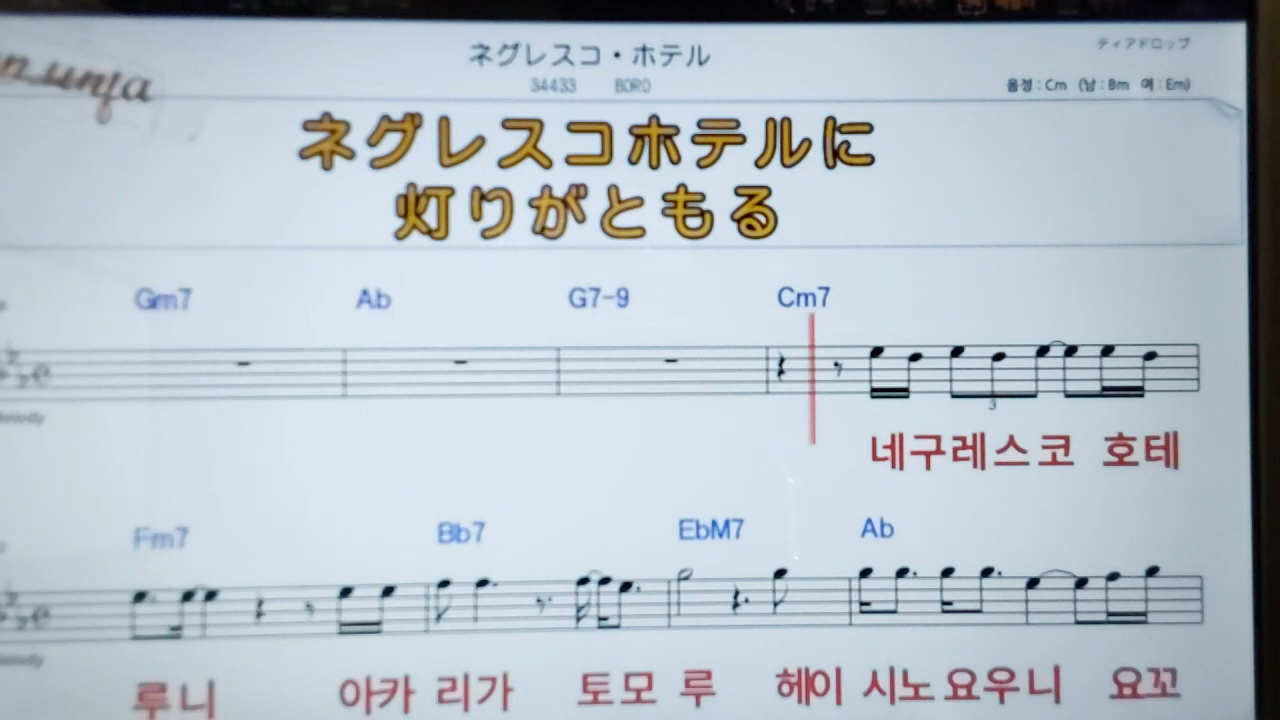 ネグレスコ・ホテル
ティアドロップ
34433 BORO
음정 : Cm (남 : Bm 여 : Em)
ネグレスコホテルに
灯りがともる
Gm7 Ab G7-9 Cm7
3
네구레스코 호테
Fm7 Bb7 EbM7 Ab
루니 아카 리가 토모 루 헤이 시노 요우니 요꼬